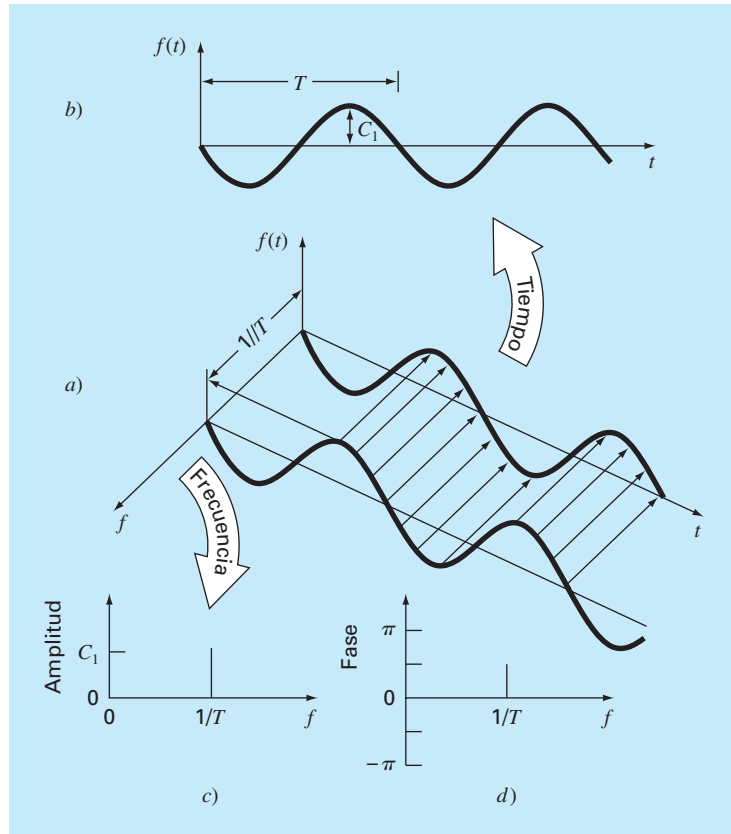 f(t)
T
b)
C₁
t
f(t)
1//T
Tiempo
a)
f
Frecuencia
t
Amplitud
C₁
0
0
1/T
f
c)
Fase
π
0
−π
1/T
f
d)